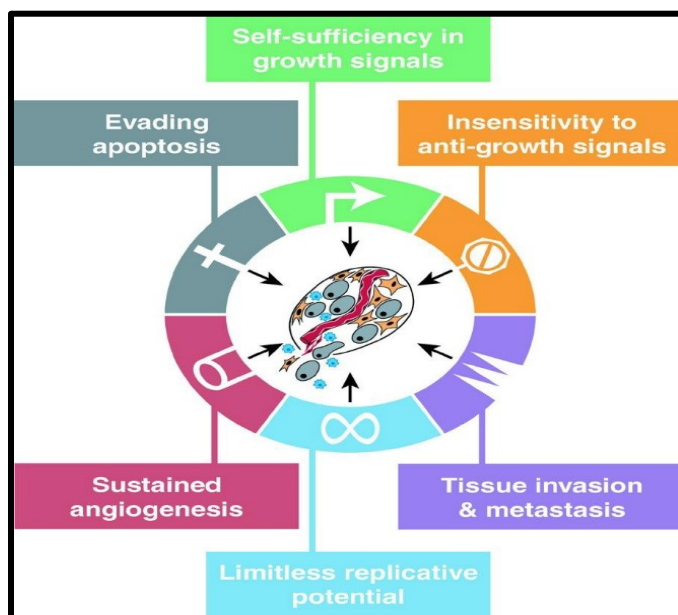 Self-sufficiency in
growth signals
Evading
apoptosis
Insensitivity to
anti-growth signals
Sustained
angiogenesis
Tissue invasion
& metastasis
Limitless replicative
potential